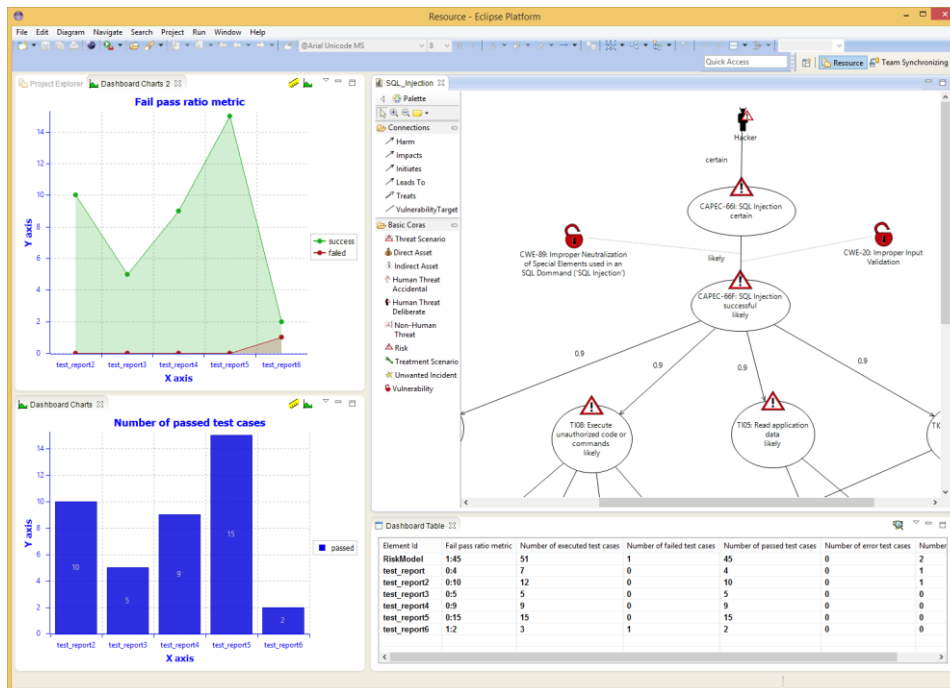 Resource - Eclipse Platform
File Edit Diagram Navigate Search Project Run Window Help
@Arial Unicode MS 8
Quick Access Resource Team Synchronizing
Project Explorer Dashboard Charts 2
Fail pass ratio metric
Y axis
14
12
10
8
6
4
2
0
test_report2 test_report3 test_report4 test_report5 test_report6
X axis
success
failed
Dashboard Charts
Number of passed test cases
Y axis
14
12
10
8
6
4
2
0
10
5
9
15
2
test_report2 test_report3 test_report4 test_report5 test_report6
X axis
passed
SQL_Injection
Palette
Connections
Harm
Impacts
Initiates
Leads To
Treats
VulnerabilityTarget
Basic Coras
Threat Scenario
Direct Asset
Indirect Asset
Human Threat
Accidental
Human Threat
Deliberate
Non-Human
Threat
Risk
Treatment Scenario
Unwanted Incident
Vulnerability
Hacker
certain
CAPEC-66I: SQL Injection
certain
CWE-89: Improper Neutralization
of Special Elements used in an
SQL Dommand ('SQL Injection')
likely
CWE-20: Improper Input
Validation
CAPEC-66F: SQL Injection
successful
likely
0.9
0.9
0.9
0.9
TI08: Execute
unauthorized code or
commands
likely
TI05: Read application
data
likely
Dashboard Table
Element Id Fail pass ratio metric Number of executed test cases Number of failed test cases Number of passed test cases Number of error test cases Number
RiskModel 1:45 51 1 45 0 2
test_report 0:4 7 0 4 0 1
test_report2 0:10 12 0 10 0 1
test_report3 0:5 5 0 5 0 0
test_report4 0:9 9 0 9 0 0
test_report5 0:15 15 0 15 0 0
test_report6 1:2 3 1 2 0 0